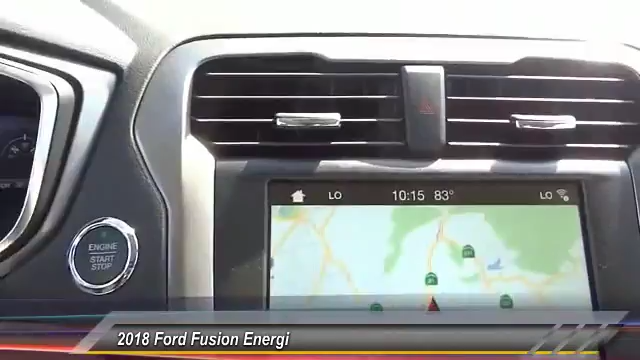 LO 10:15 83° LO
ENGINE
START
STOP
2018 Ford Fusion Energi